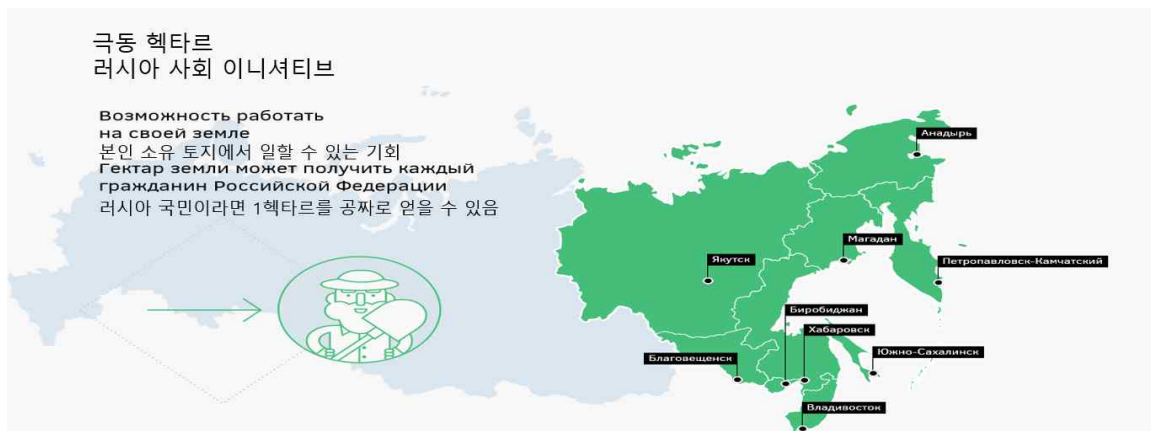 극동 헥타르
러시아 사회 이니셔티브
Возможность работать
на своей земле
본인 소유 토지에서 일할 수 있는 기회
Гектар земли может получить каждый
гражданин Российской Федерации
러시아 국민이라면 1헥타르를 공짜로 얻을 수 있음
Анадырь
Магадан
Якутск
Петропавловск-Камчатский
Биробиджан
Хабаровск
Южно-Сахалинск
Благовещенск
Владивосток